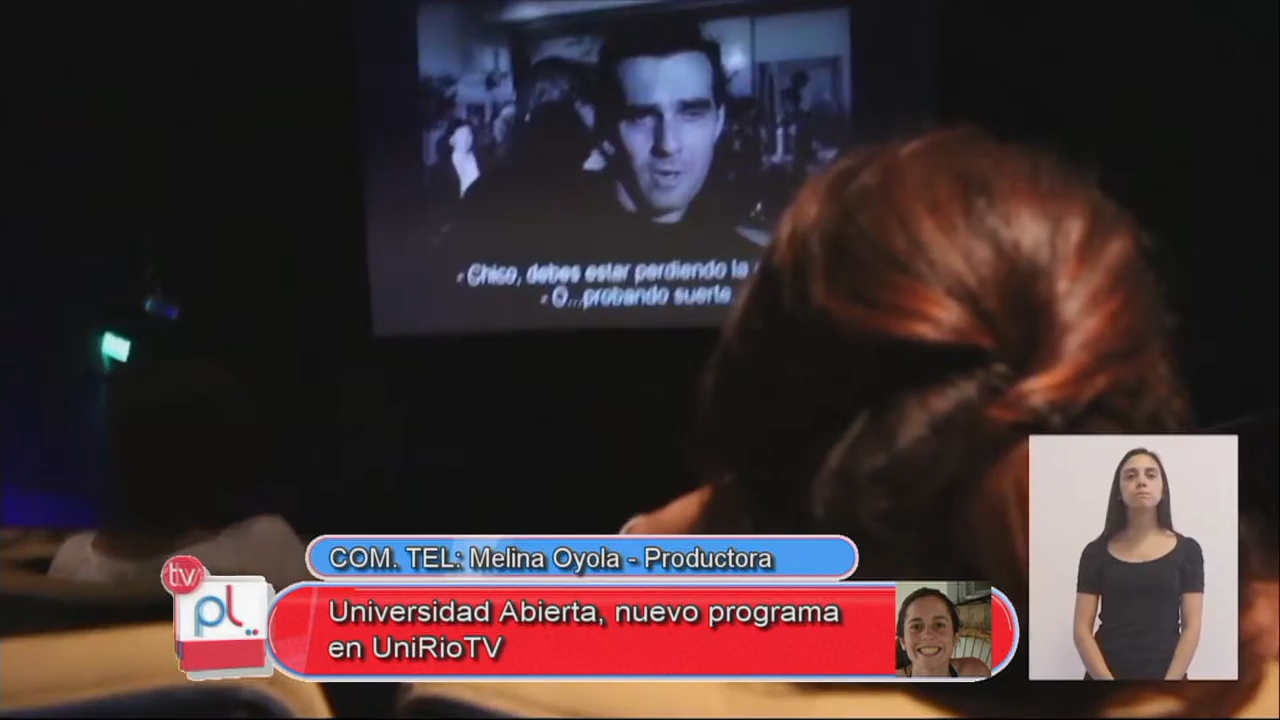 - Chico, debes estar perdiendo la
- O...probando suerte
COM. TEL: Melina Oyola - Productora
tv
pl
Universidad Abierta, nuevo programa
en UniRioTV